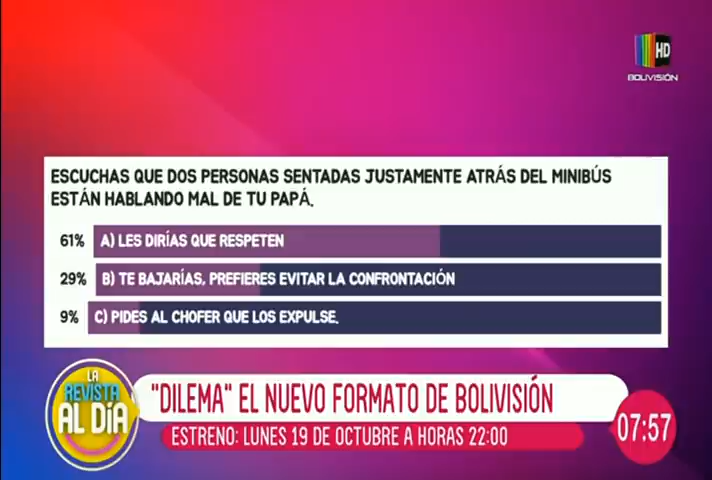 HD
BOLIVISIÓN
ESCUCHAS QUE DOS PERSONAS SENTADAS JUSTAMENTE ATRÁS DEL MINIBÚS
ESTÁN HABLANDO MAL DE TU PAPÁ.
61% A) LES DIRÍAS QUE RESPETEN
29% B) TE BAJARÍAS, PREFIERES EVITAR LA CONFRONTACIÓN
9% C) PIDES AL CHOFER QUE LOS EXPULSE.
LA
REVISTA
AL DÍA
"DILEMA" EL NUEVO FORMATO DE BOLIVISIÓN
ESTRENO: LUNES 19 DE OCTUBRE A HORAS 22:00
07:57